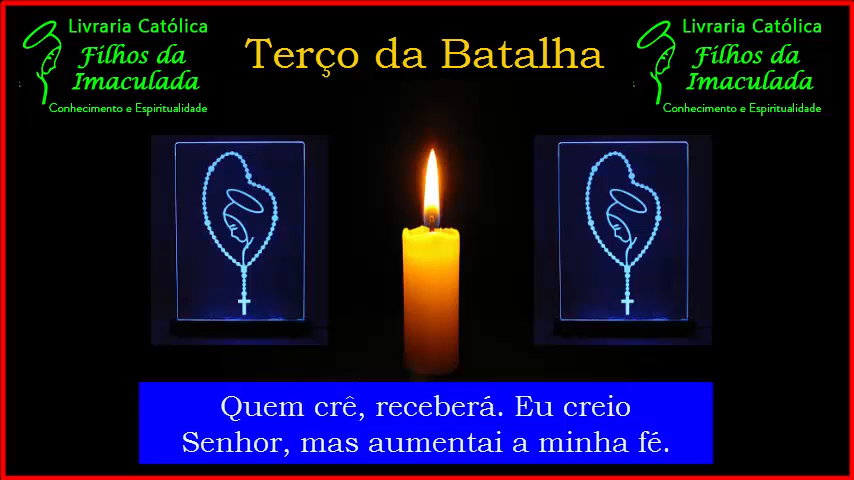 Livraria Católica
Filhos da
Imaculada
Conhecimento e Espiritualidade
Terço da Batalha
Livraria Católica
Filhos da
Imaculada
Conhecimento e Espiritualidade
Quem crê, receberá. Eu creio
Senhor, mas aumentai a minha fé.